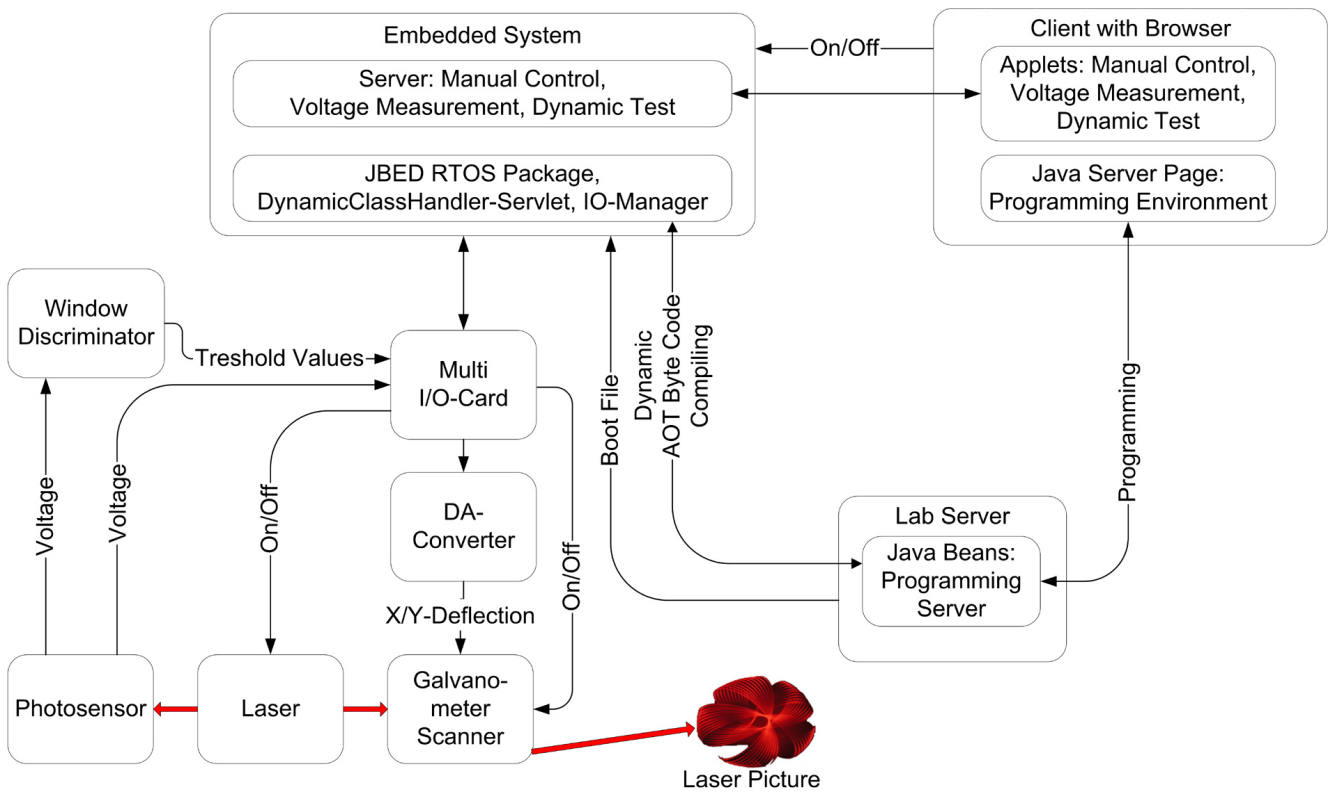 Embedded System
Server: Manual Control,
Voltage Measurement, Dynamic Test
JBED RTOS Package,
DynamicClassHandler-Servlet, IO-Manager
On/Off
Client with Browser
Applets: Manual Control,
Voltage Measurement,
Dynamic Test
Java Server Page:
Programming Environment
Window
Discriminator
Treshold Values
Multi
I/O-Card
Voltage
Voltage
On/Off
DA-
Converter
On/Off
X/Y-Deflection
Boot File
Dynamic
AOT Byte Code
Compiling
Programming
Lab Server
Java Beans:
Programming
Server
Photosensor
Laser
Galvano-
meter
Scanner
Laser Picture